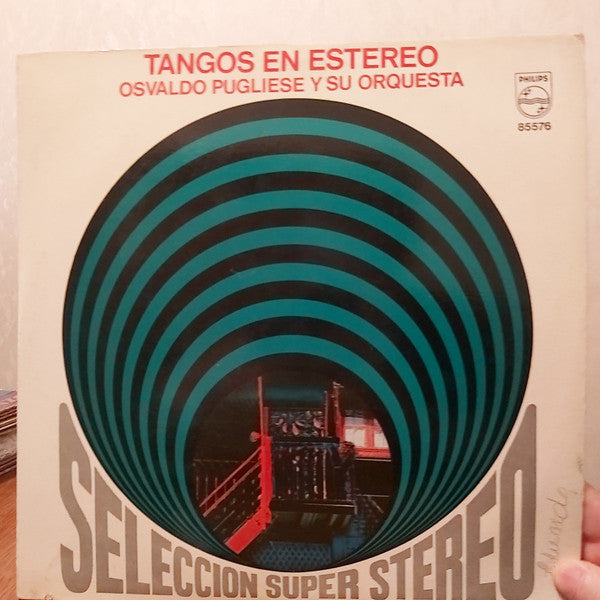 TANGOS EN ESTEREO
OSVALDO PUGLIESE Y SU ORQUESTA
PHILIPS
85576
SELECCION SUPER STEREO